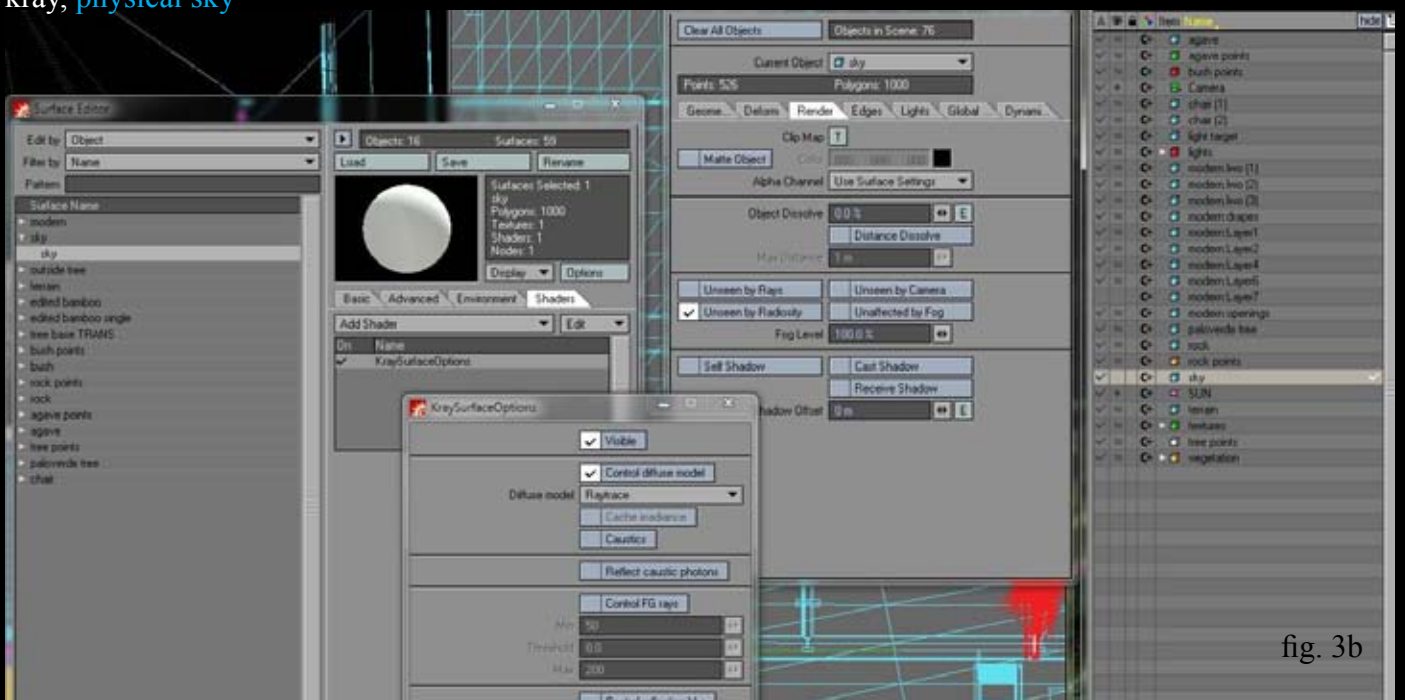 kray, physical sky
Surface Editor
Edit by Object
Filter by Name
Pattern
Surface Name
modern
sky
sky
outside tree
terrain
edited bamboo
edited bamboo single
tree base TRANS
bush points
bush
rock points
rock
agave points
agave
tree points
paloverde tree
chair
Objects: 16 Surfaces: 59
Load Save Rename
Surfaces Selected: 1
sky
Polygons: 1000
Textures: 1
Shaders: 1
Nodes: 1
Display Options
Basic Advanced Environment Shaders
Add Shader Edit
On Name
KraySurfaceOptions
KraySurfaceOptions
Visible
Control diffuse model
Diffuse model Raytrace
Cache irradiance
Caustics
Reflect caustic photons
Control FG rays
Min 50
Threshold 0.0
Max 200
Clear All Objects Objects in Scene: 76
Current Object sky
Points: 526 Polygons: 1000
Geome... Deform Render Edges Lights Global Dynami...
Clip Map T
Matte Object Color
Alpha Channel Use Surface Settings
Object Dissolve 0.0 % E
Distance Dissolve
Max Distance 1 m
Unseen by Rays Unseen by Camera
Unseen by Radiosity Unaffected by Fog
Fog Level 100.0 %
Self Shadow Cast Shadow
Receive Shadow
Shadow Offset 0 m E
Item Name hide
agave
agave points
bush points
Camera
chair (1)
chair (2)
light target
lights
modern.lwo (1)
modern.lwo (2)
modern.lwo (3)
modern:drapes
modern:Layer1
modern:Layer2
modern:Layer4
modern:Layer6
modern:Layer7
modern:openings
paloverde tree
rock
rock points
sky
SUN
terrain
textures
tree points
vegetation
fig. 3b